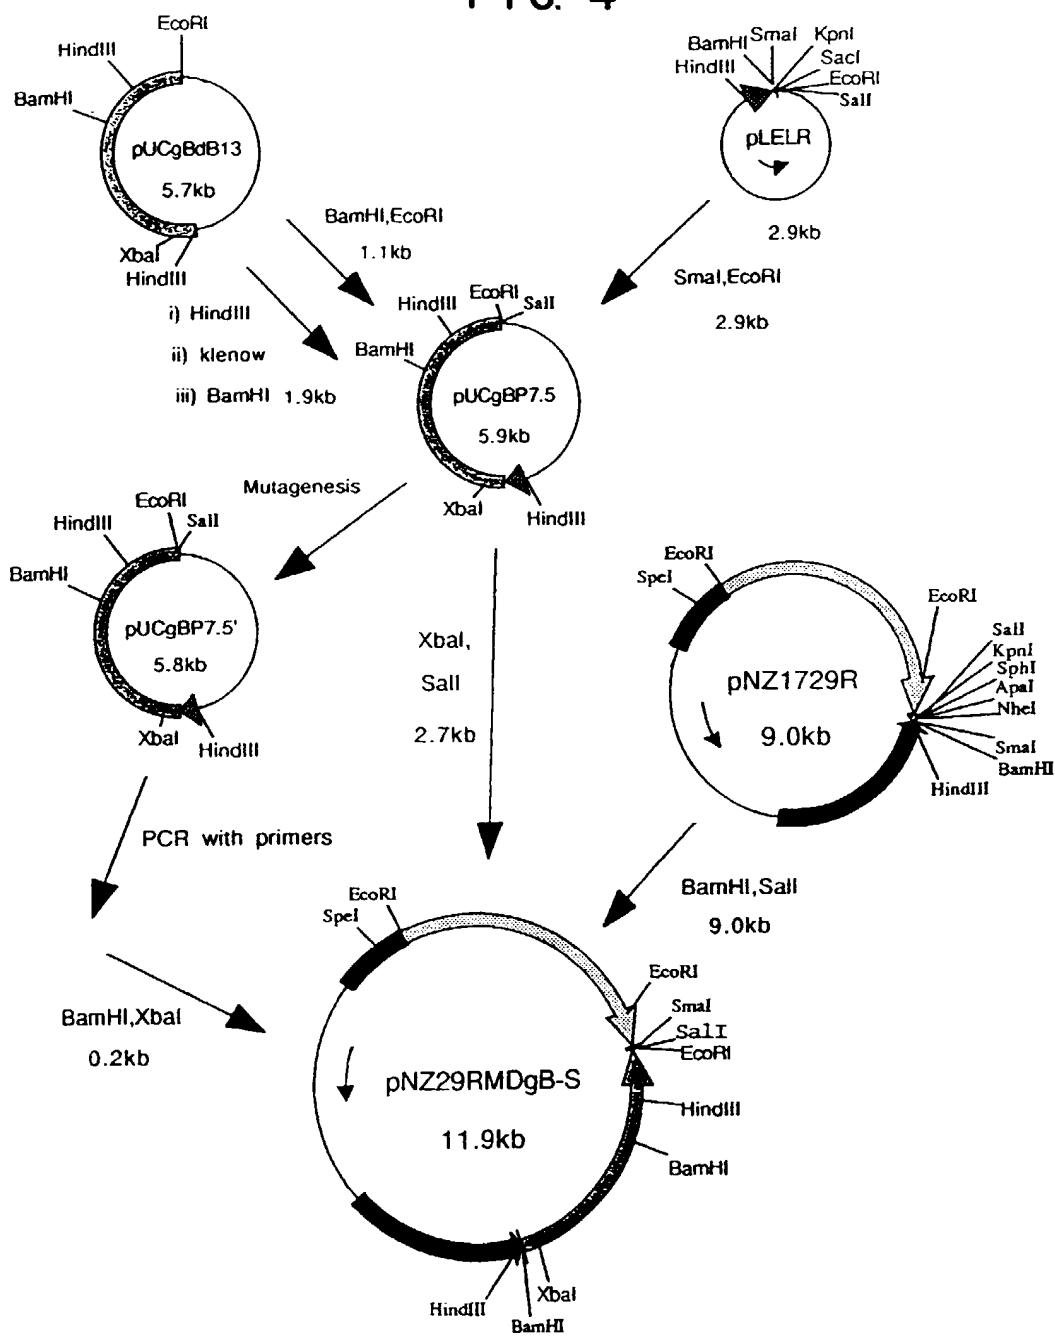 FIG. 4
EcoRI
HindIII
BamHI
pUCgBdB13
5.7kb
XbaI
HindIII
BamHI
SmaI
KpnI
HindIII
SacI
EcoRI
SalI
pLELR
2.9kb
BamHI,EcoRI
1.1kb
i) HindIII
ii) klenow
iii) BamHI 1.9kb
SmaI,EcoRI
2.9kb
HindIII
EcoRI
SalI
BamHI
pUCgBP7.5
5.9kb
XbaI
HindIII
Mutagenesis
EcoRI
HindIII
SalI
BamHI
pUCgBP7.5'
5.8kb
XbaI
HindIII
XbaI,
SalI
2.7kb
EcoRI
SpeI
EcoRI
SalI
KpnI
SphI
ApaI
NheI
SmaI
BamHI
HindIII
pNZ1729R
9.0kb
PCR with primers
BamHI,SalI
9.0kb
BamHI,XbaI
0.2kb
EcoRI
SpeI
EcoRI
SmaI
SalI
EcoRI
pNZ29RMDgB-S
11.9kb
HindIII
BamHI
XbaI
HindIII
BamHI